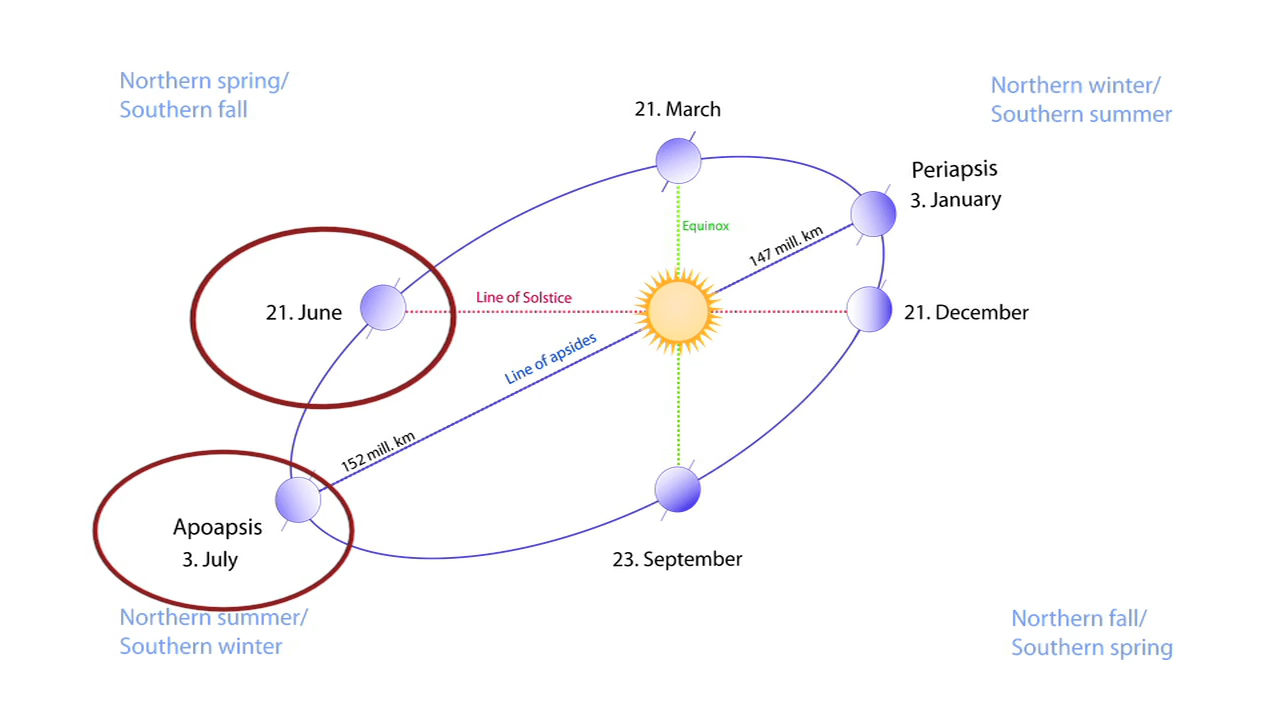 Northern spring/
Southern fall
21. March
Northern winter/
Southern summer
Periapsis
3. January
Equinox
147 mill. km
21. June
Line of Solstice
21. December
Line of apsides
152 mill. km
Apoapsis
3. July
23. September
Northern summer/
Southern winter
Northern fall/
Southern spring